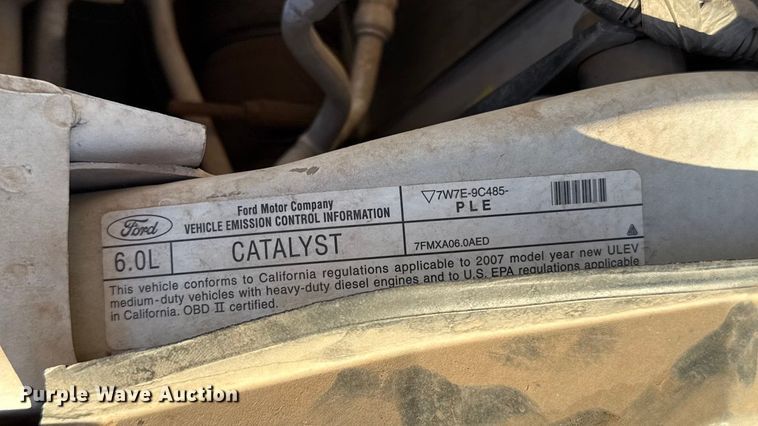 Ford
Ford Motor Company
VEHICLE EMISSION CONTROL INFORMATION
▽7W7E-9C485-
PLE
6.0L
CATALYST
7FMXA06.0AED
This vehicle conforms to California regulations applicable to 2007 model year new ULEV
medium-duty vehicles with heavy-duty diesel engines and to U.S. EPA regulations applicable
in California. OBD II certified.
Purple Wave Auction